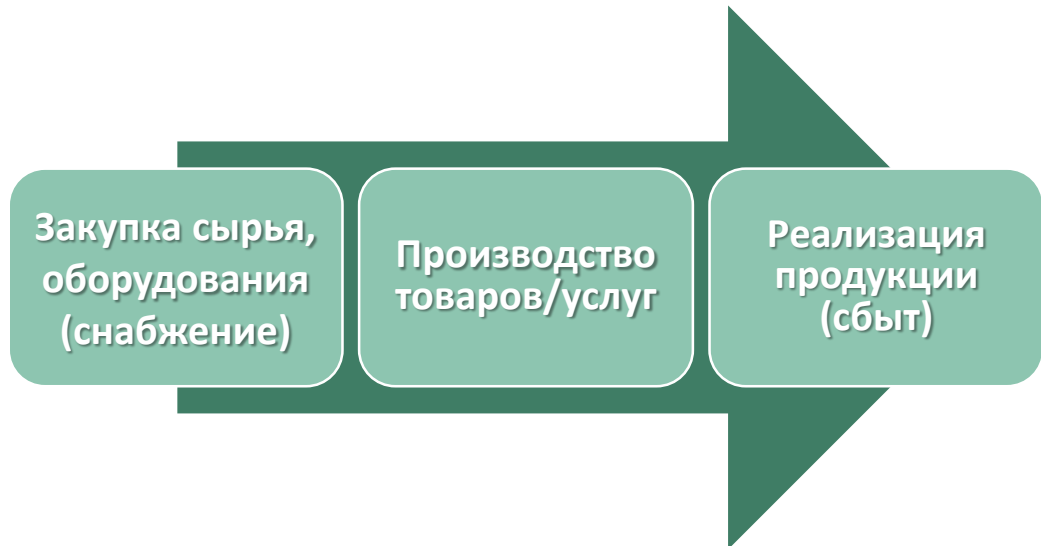 Закупка сырья,
оборудования
(снабжение)
Производство
товаров/услуг
Реализация
продукции
(сбыт)